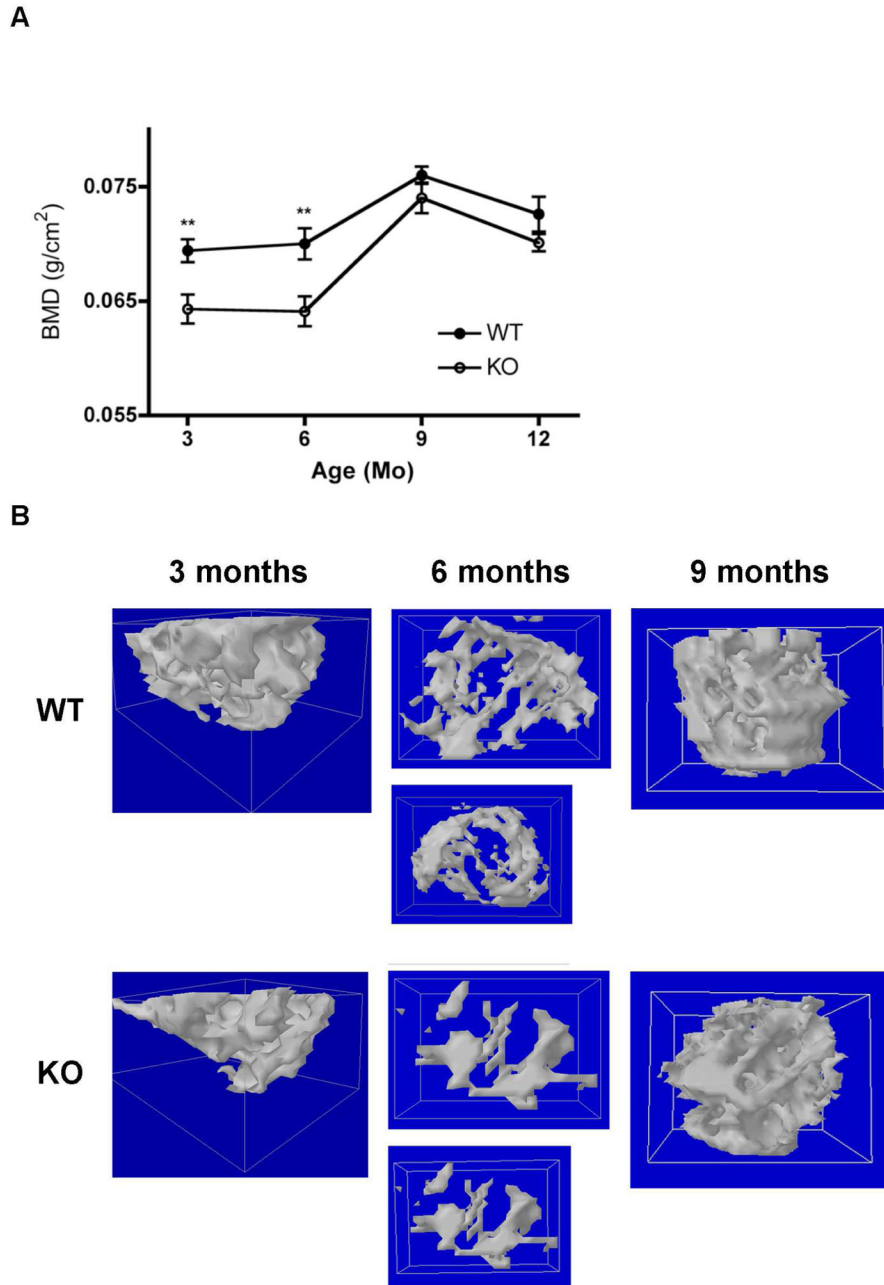 A
0.075
0.065
0.055
BMD (g/cm²)
** **
WT
KO
3 6 9 12
Age (Mo)
B
3 months 6 months 9 months
WT
KO